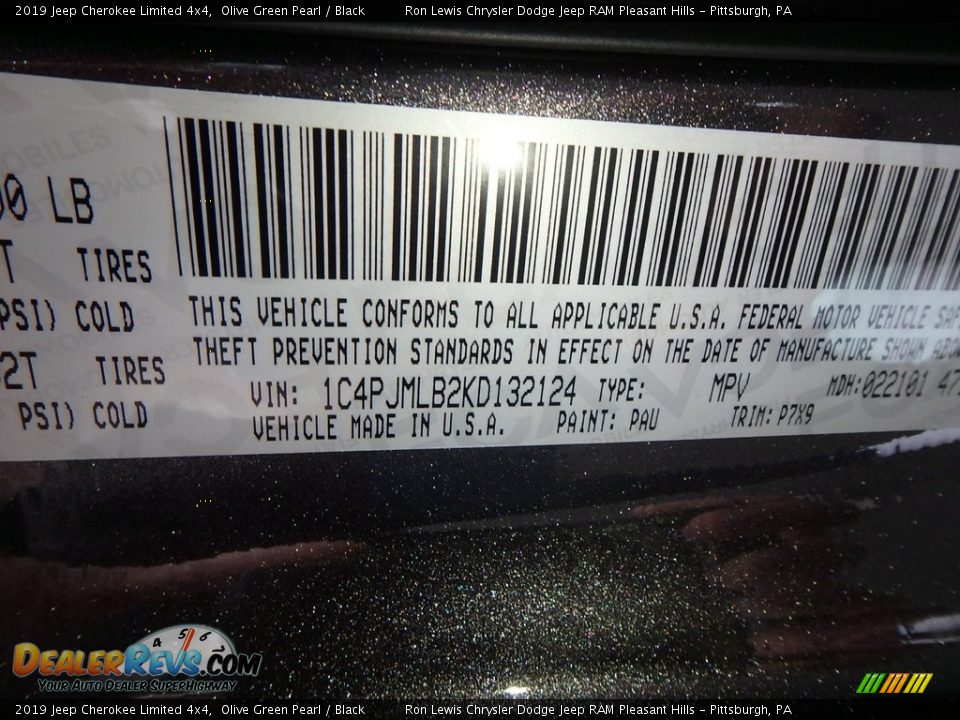 2019 Jeep Cherokee Limited 4x4, Olive Green Pearl / Black Ron Lewis Chrysler Dodge Jeep RAM Pleasant Hills - Pittsburgh, PA
LB
TIRES
PSI) COLD
TIRES
PSI) COLD
THIS VEHICLE CONFORMS TO ALL APPLICABLE U.S.A. FEDERAL MOTOR VEHICLE
THEFT PREVENTION STANDARDS IN EFFECT ON THE DATE OF MANUFACTURE SHOWN
VIN: 1C4PJMLB2KD132124 TYPE: MPV MDH:022101 47
VEHICLE MADE IN U.S.A. PAINT: PAU TRIM: P7X9
4 5 6
DealerRevs.com
Your Auto Dealer SuperHighway
2019 Jeep Cherokee Limited 4x4, Olive Green Pearl / Black Ron Lewis Chrysler Dodge Jeep RAM Pleasant Hills - Pittsburgh, PA